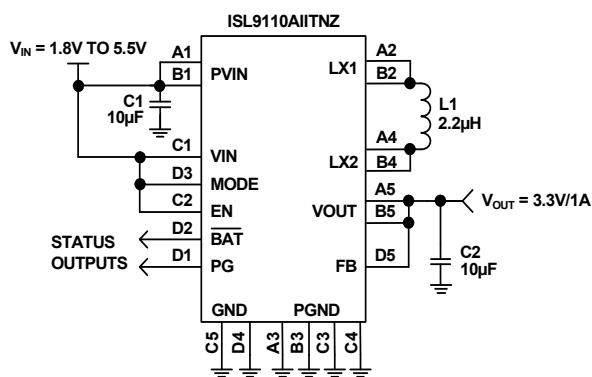 ISL9110AIITNZ
VIN = 1.8V TO 5.5V
A1
B1
PVIN
C1
10µF
C1
VIN
D3
MODE
C2
EN
D2
BAT
D1
PG
STATUS
OUTPUTS
LX1
A2
B2
L1
2.2µH
A4
LX2
B4
A5
VOUT
B5
VOUT = 3.3V/1A
FB
D5
C2
10µF
GND
PGND
C5
D4
A3
B3
C3
C4